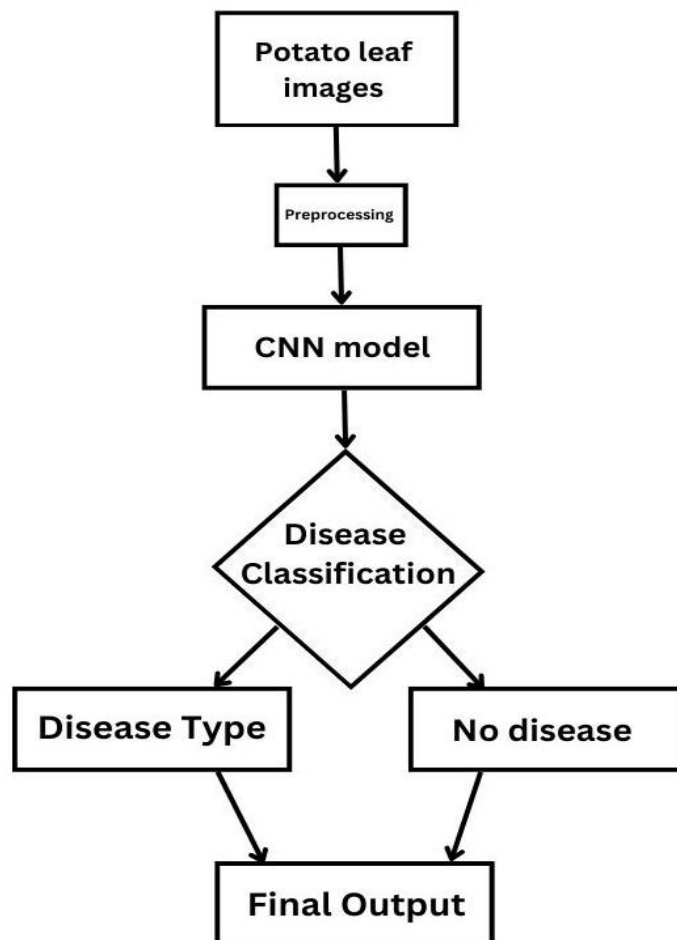 Potato leaf
images
Preprocessing
CNN model
Disease
Classification
Disease Type
No disease
Final Output